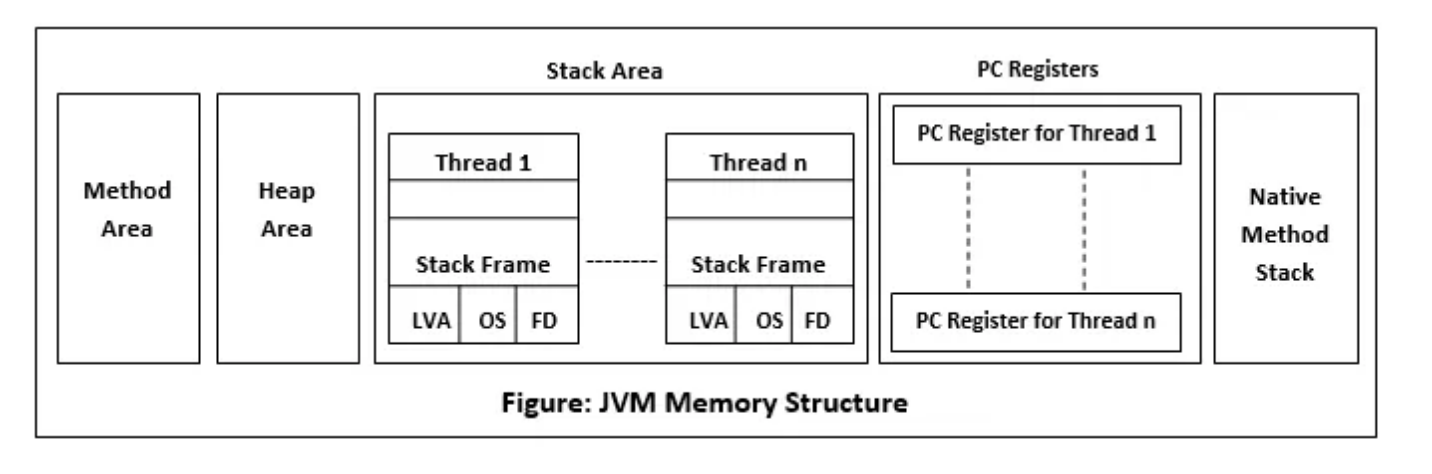 Stack Area
PC Registers
Method
Area
Heap
Area
Thread 1
Stack Frame
LVA OS FD
--------
Thread n
Stack Frame
LVA OS FD
PC Register for Thread 1
PC Register for Thread n
Native
Method
Stack
Figure: JVM Memory Structure